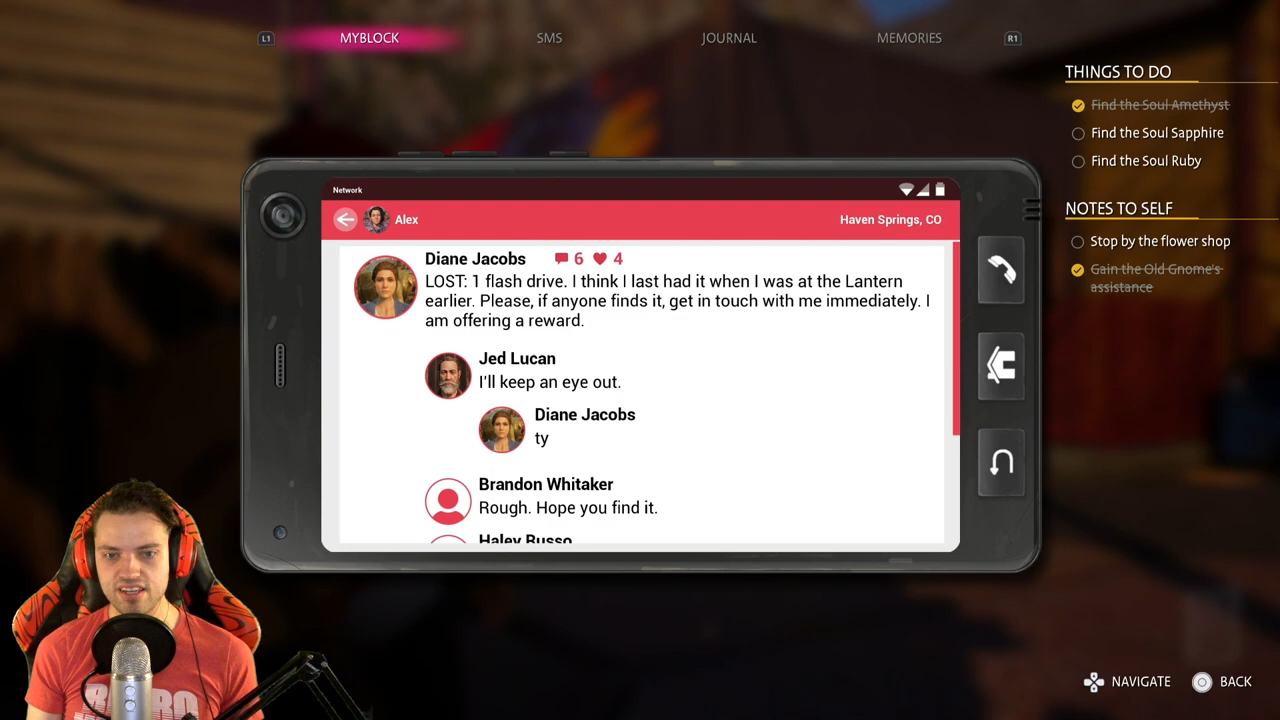 L1
MYBLOCK
SMS
JOURNAL
MEMORIES
R1
THINGS TO DO
Find the Soul Amethyst
Find the Soul Sapphire
Find the Soul Ruby
NOTES TO SELF
Stop by the flower shop
Gain the Old Gnome's
assistance
Network
Alex
Haven Springs, CO
Diane Jacobs 6 4
LOST: 1 flash drive. I think I last had it when I was at the Lantern
earlier. Please, if anyone finds it, get in touch with me immediately. I
am offering a reward.
Jed Lucan
I'll keep an eye out.
Diane Jacobs
ty
Brandon Whitaker
Rough. Hope you find it.
Haley Russo
NAVIGATE
BACK